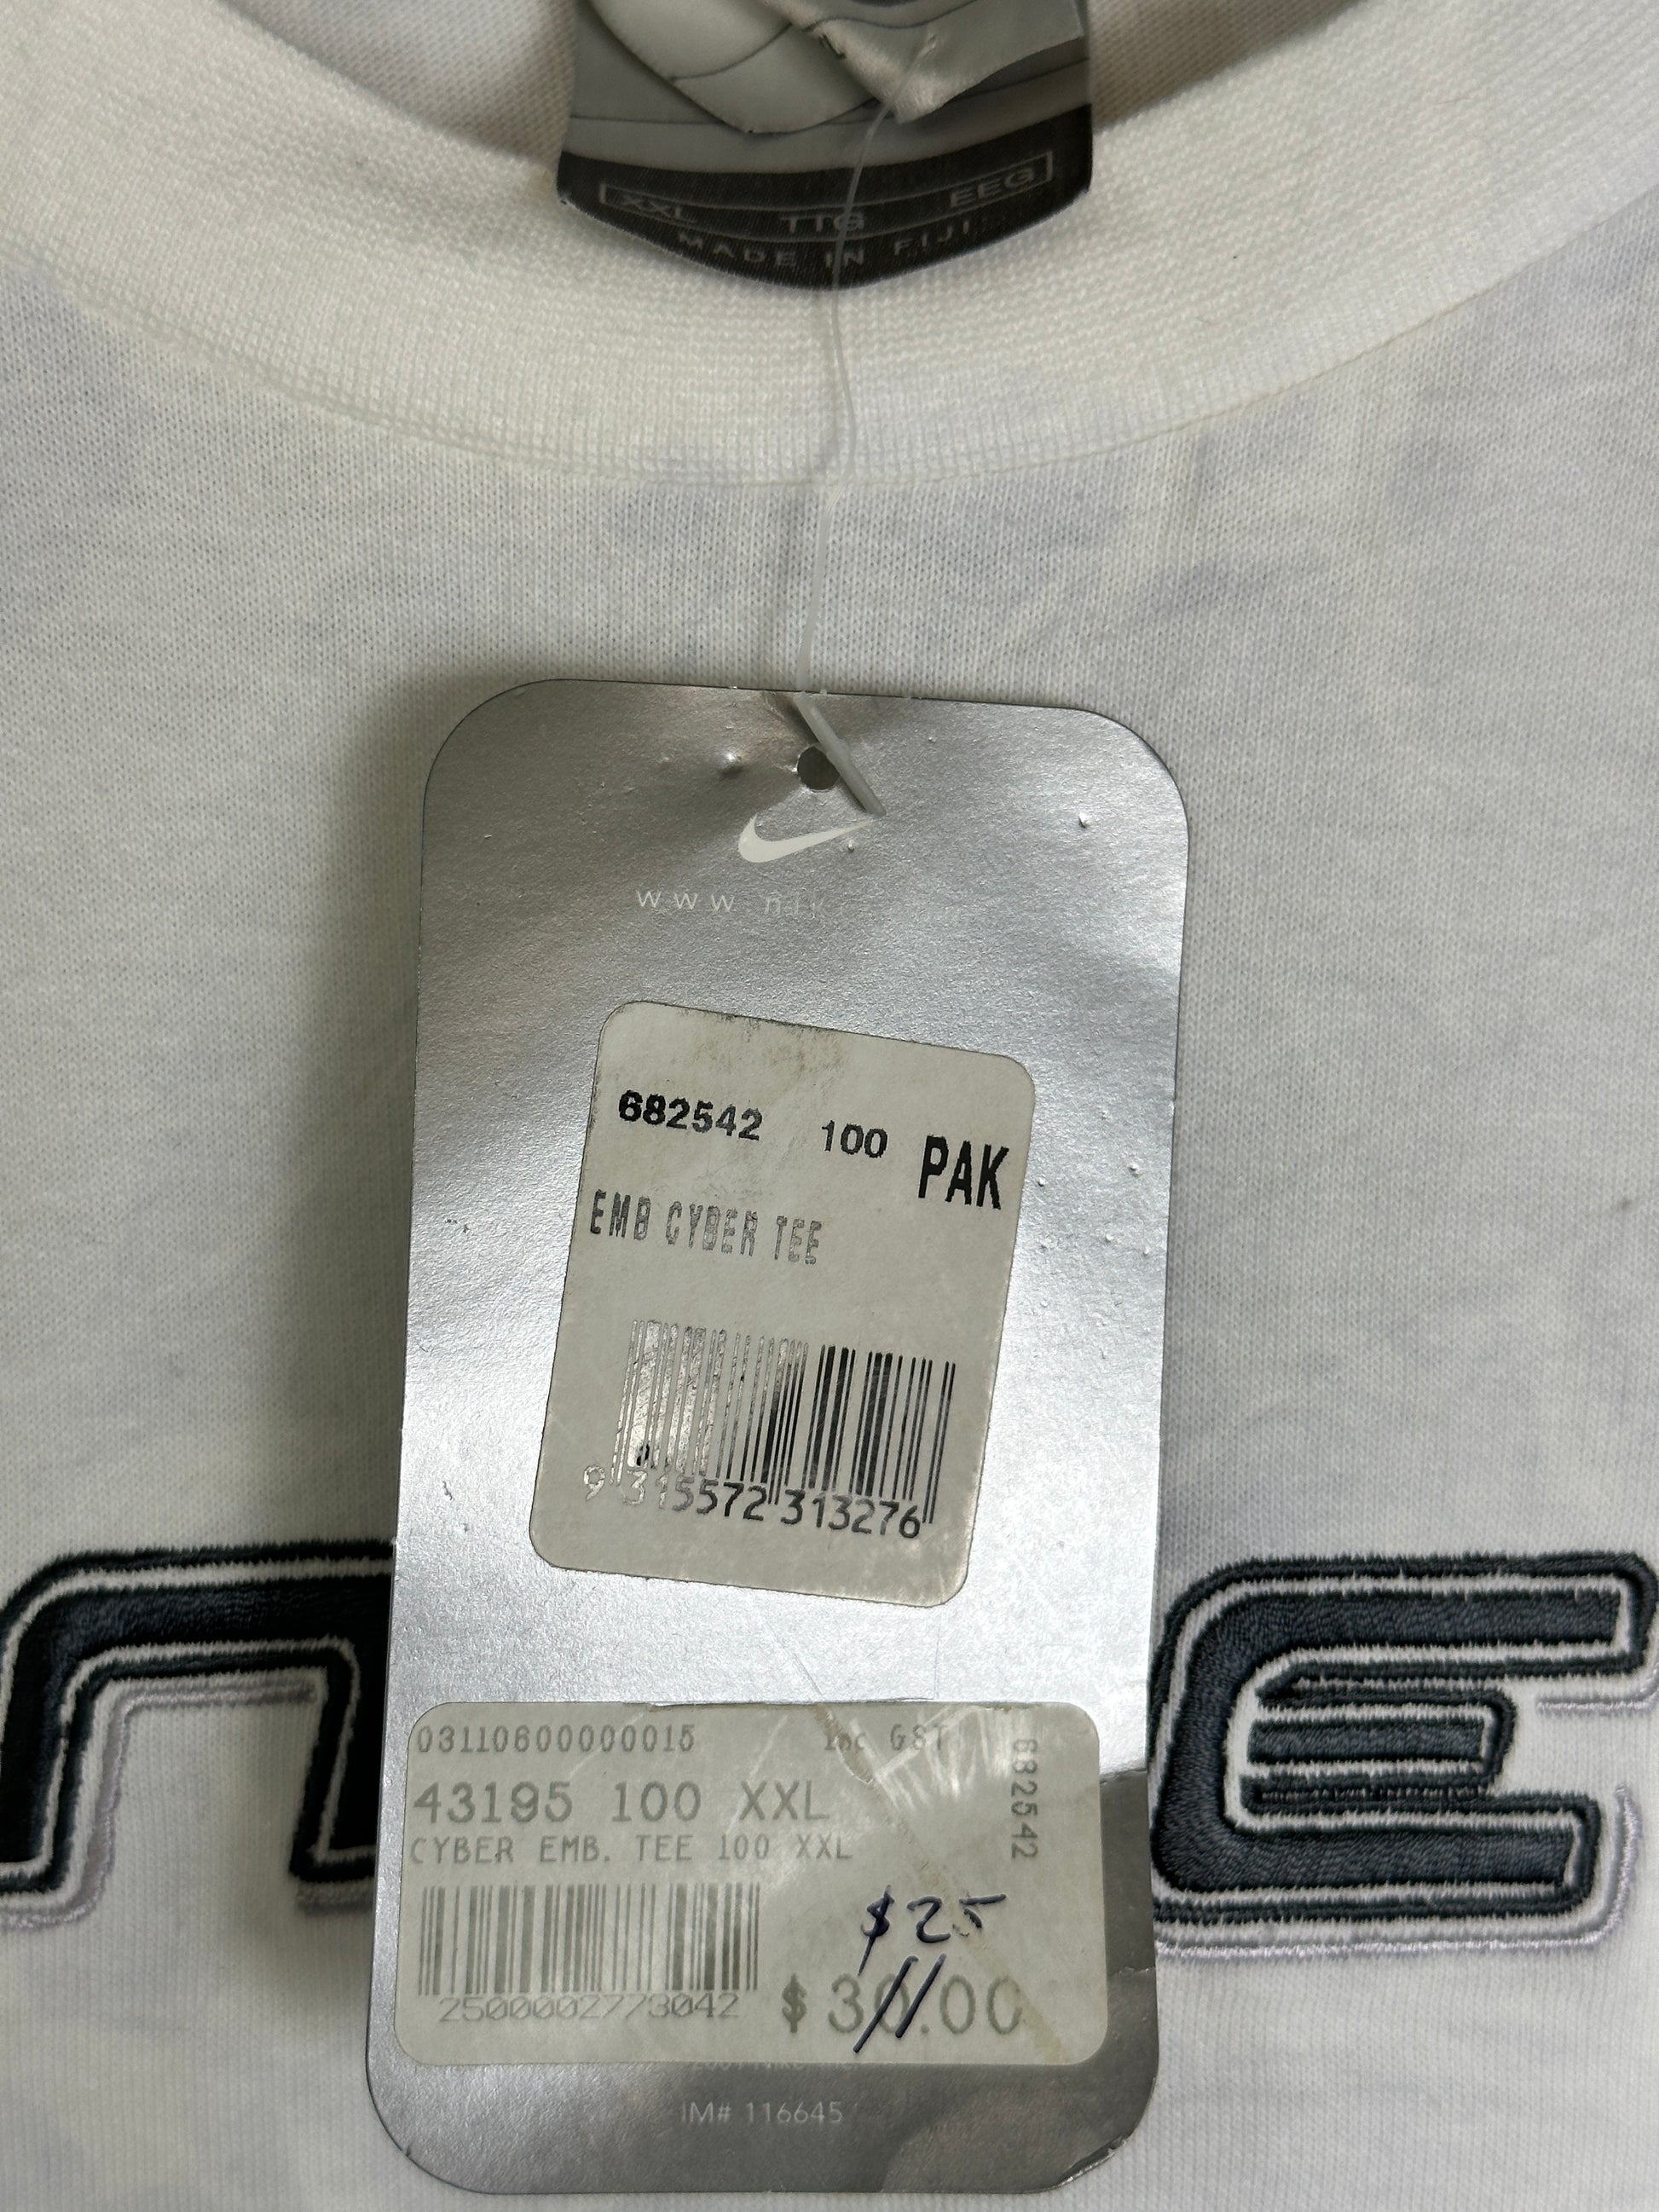 XXL TTG EEG
MADE IN FIJI
682542 100 PAK
EMB CYBER TEE
9 315572 313276
03110600000015 Inc GST
43195 100 XXL
CYBER EMB. TEE 100 XXL
682542
$25
2500002773042 $30.00
IM# 116645